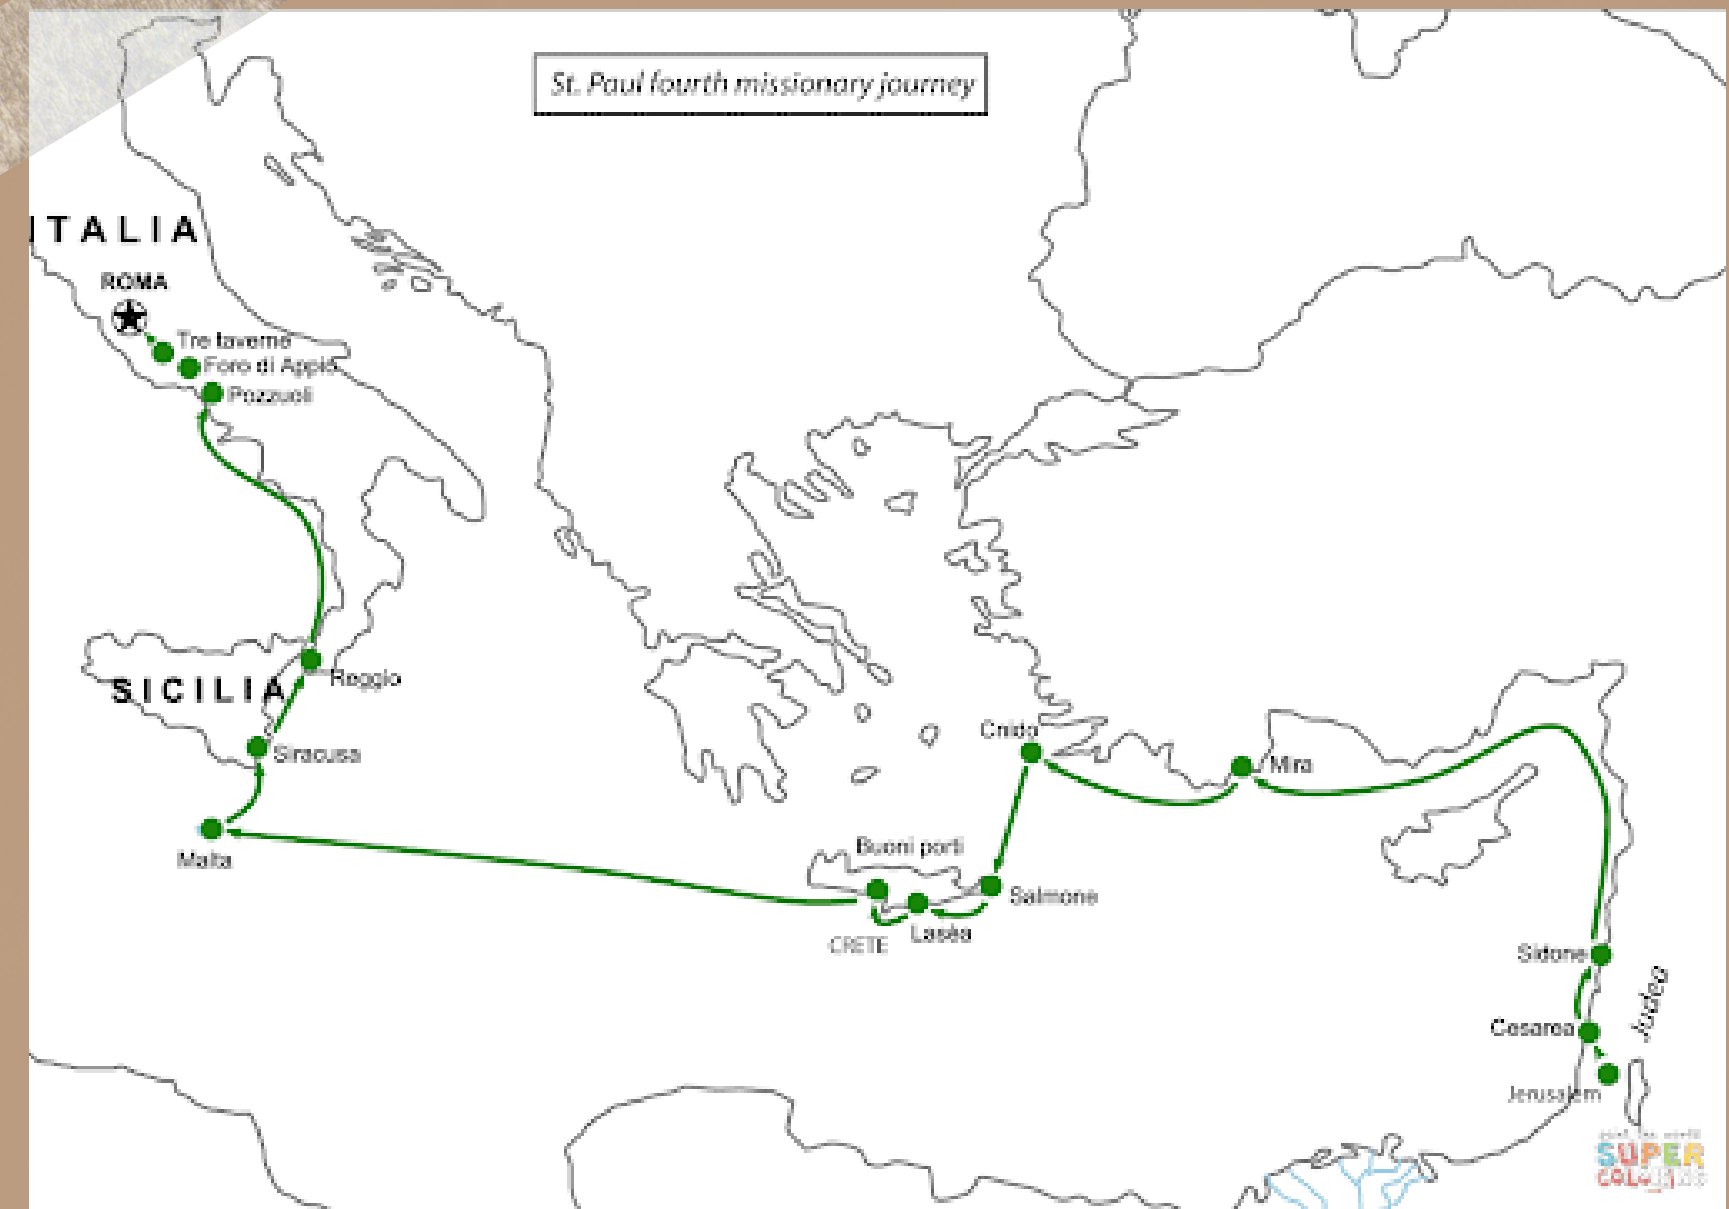 St. Paul fourth missionary journey
ITALIA
ROMA
Tre taverne
Foro di Appio
Pozzuoli
SICILIA
Reggio
Siracusa
Malta
Cnido
Mira
Buoni porti
Salmone
CRETE
Lasèa
Sidone
Judea
Cesarea
Jerusalem
SUPER
COLORING